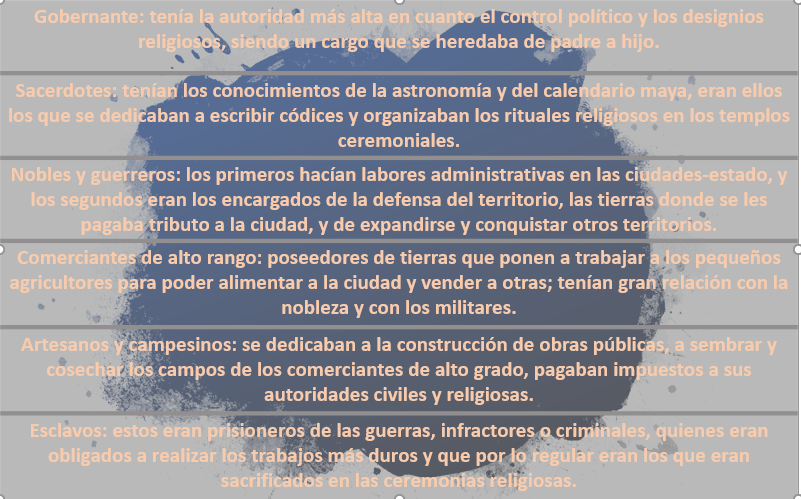 Gobernante: tenía la autoridad más alta en cuanto el control político y los designios
religiosos, siendo un cargo que se heredaba de padre a hijo.
Sacerdotes: tenían los conocimientos de la astronomía y del calendario maya, eran ellos
los que se dedicaban a escribir códices y organizaban los rituales religiosos en los templos
ceremoniales.
Nobles y guerreros: los primeros hacían labores administrativas en las ciudades-estado, y
los segundos eran los encargados de la defensa del territorio, las tierras donde se les
pagaba tributo a la ciudad, y de expandirse y conquistar otros territorios.
Comerciantes de alto rango: poseedores de tierras que ponen a trabajar a los pequeños
agricultores para poder alimentar a la ciudad y vender a otras; tenían gran relación con la
nobleza y con los militares.
Artesanos y campesinos: se dedicaban a la construcción de obras públicas, a sembrar y
cosechar los campos de los comerciantes de alto grado, pagaban impuestos a sus
autoridades civiles y religiosas.
Esclavos: estos eran prisioneros de las guerras, infractores o criminales, quienes eran
obligados a realizar los trabajos más duros y que por lo regular eran los que eran
sacrificados en las ceremonias religiosas.